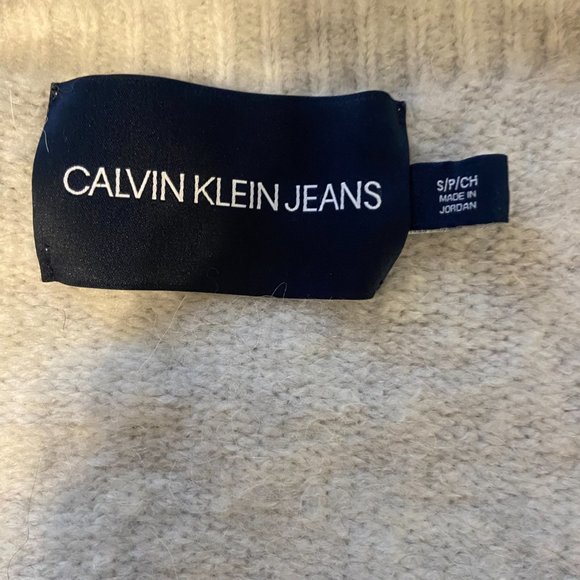 CALVIN KLEIN JEANS
S/P/CH
MADE IN
JORDAN